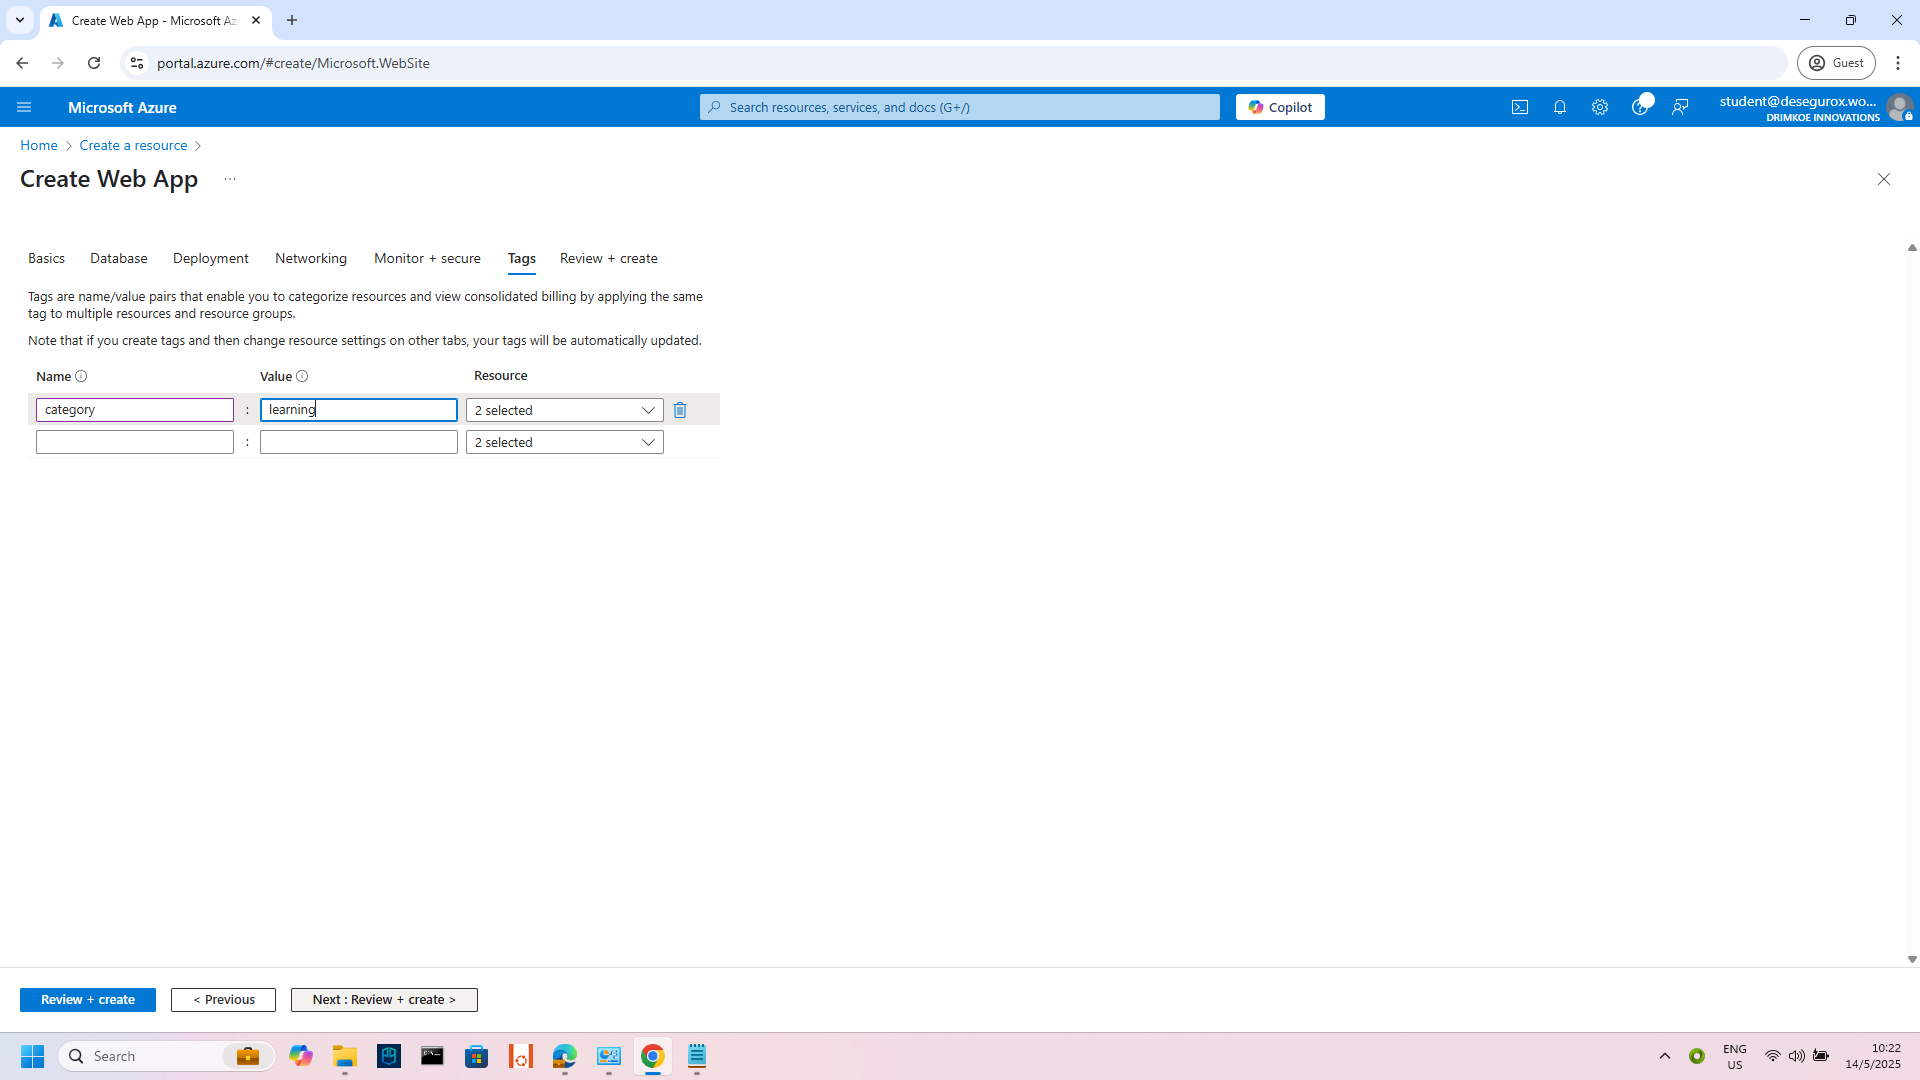 Create Web App - Microsoft Az
portal.azure.com/#create/Microsoft.WebSite
Guest
Microsoft Azure
Search resources, services, and docs (G+/)
Copilot
student@desegurox.wo...
DRIMKOE INNOVATIONS
Home
Create a resource
Create Web App
Basics
Database
Deployment
Networking
Monitor + secure
Tags
Review + create
Tags are name/value pairs that enable you to categorize resources and view consolidated billing by applying the same
tag to multiple resources and resource groups.
Note that if you create tags and then change resource settings on other tabs, your tags will be automatically updated.
Name
Value
Resource
category
:
learning
2 selected
:
2 selected
Review + create
< Previous
Next : Review + create >
Search
ENG
US
10:22
14/5/2025